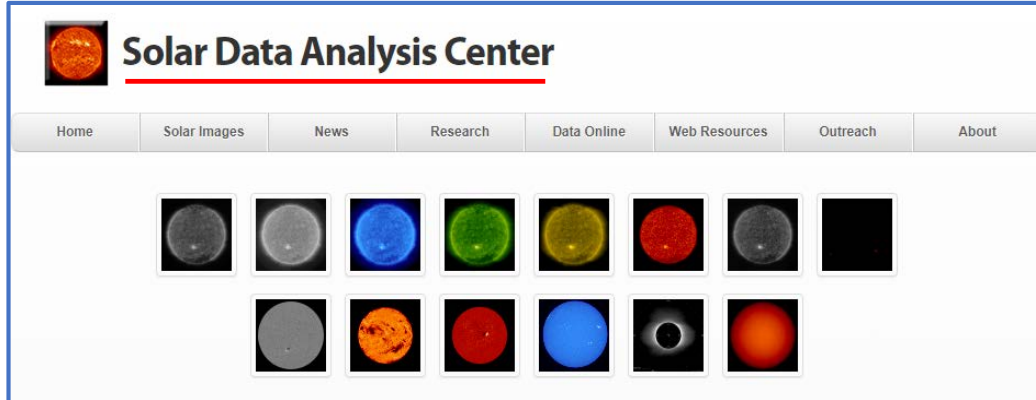 Solar Data Analysis Center
Home Solar Images News Research Data Online Web Resources Outreach About